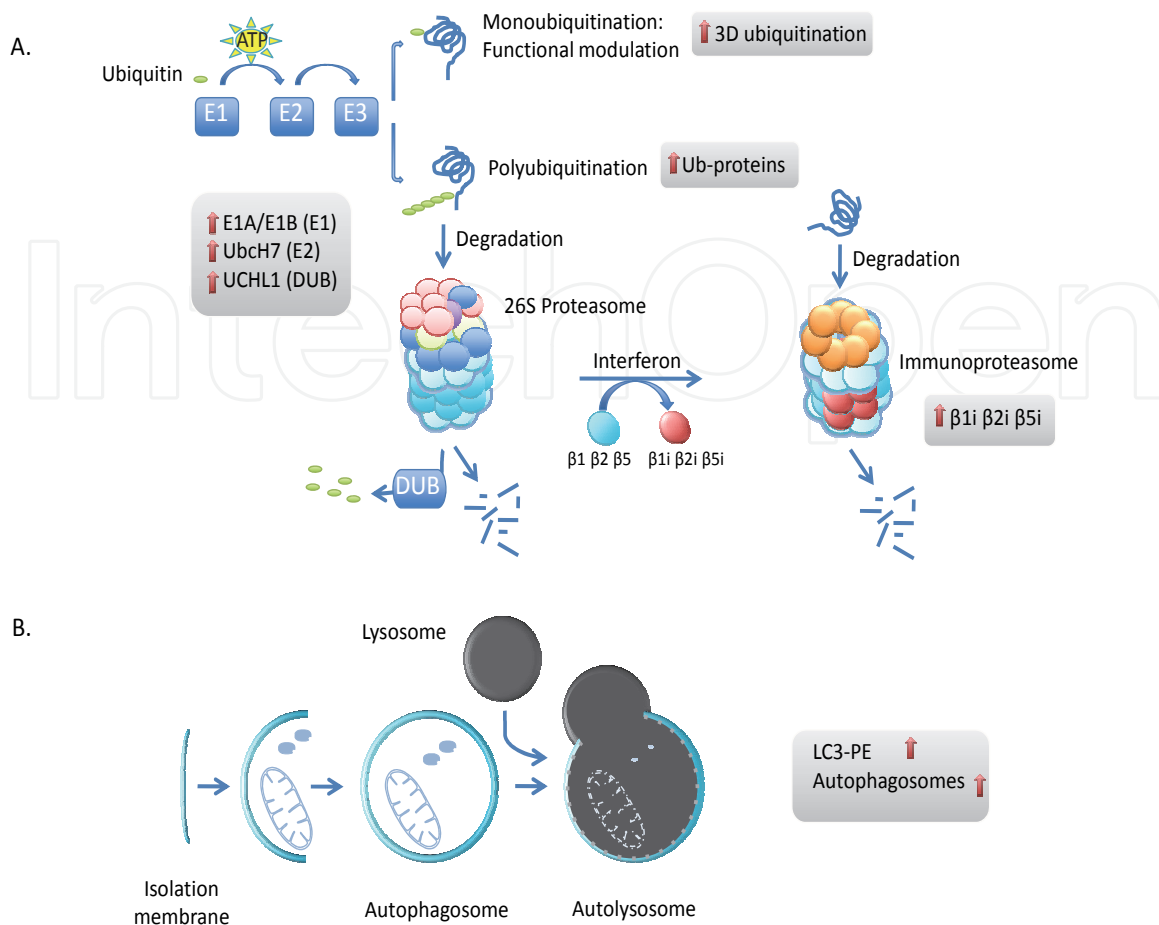 A.
ATP
Ubiquitin
E1
E2
E3
Monoubiquitination:
Functional modulation
3D ubiquitination
Polyubiquitination
Ub-proteins
E1A/E1B (E1)
UbcH7 (E2)
UCHL1 (DUB)
Degradation
26S Proteasome
Interferon
β1 β2 β5
β1i β2i β5i
Degradation
Immunoproteasome
β1i β2i β5i
DUB
IntechOpen
B.
Lysosome
Isolation
membrane
Autophagosome
Autolysosome
LC3-PE
Autophagosomes